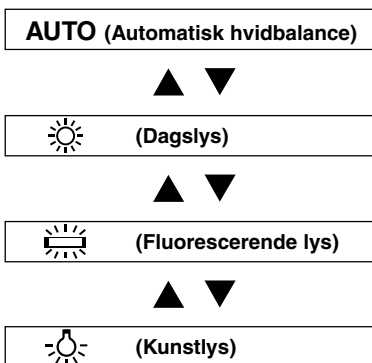 AUTO (Automatisk hvidbalance)
(Dagslys)
(Fluorescerende lys)
(Kunstlys)